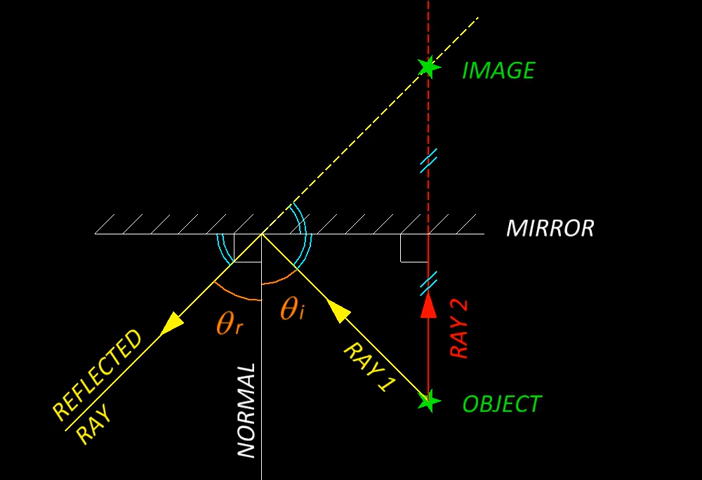 IMAGE
MIRROR
θr
θi
REFLECTED
RAY
RAY 1
RAY 2
NORMAL
OBJECT